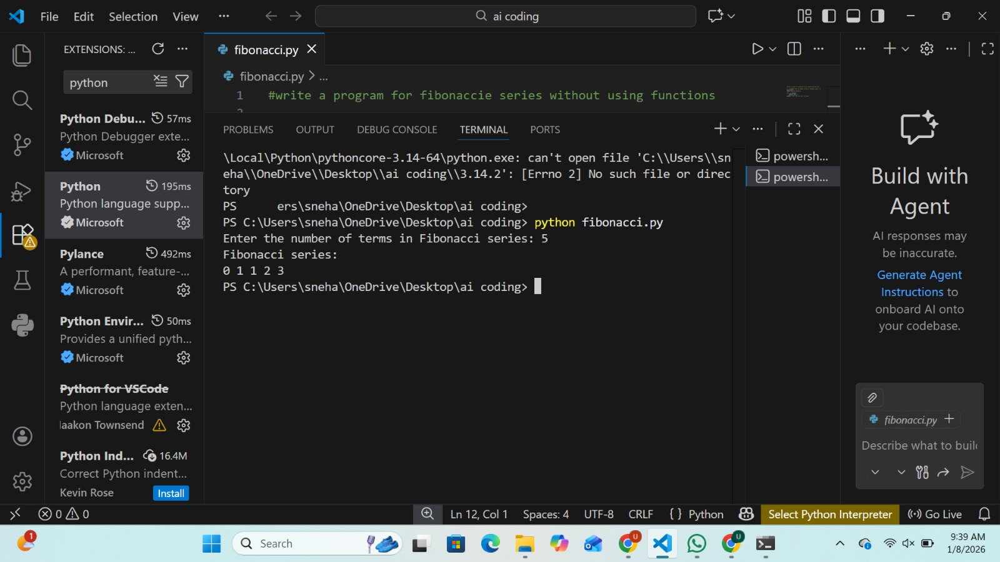 File Edit Selection View ··· ai coding
EXTENSIONS: ...
python
Python Debu... 57ms
Python Debugger exte...
Microsoft
Python 195ms
Python language supp...
Microsoft
Pylance 492ms
A performant, feature-...
Microsoft
Python Envir... 50ms
Provides a unified pyth...
Microsoft
Python for VSCode
Python language exten...
laakon Townsend
Python Ind... 16.4M
Correct Python indent...
Kevin Rose Install
fibonacci.py
fibonacci.py > ...
1 #write a program for fibonaccie series without using functions
PROBLEMS OUTPUT DEBUG CONSOLE TERMINAL PORTS
\Local\Python\pythoncore-3.14-64\python.exe: can't open file 'C:\\Users\\sn
eha\\OneDrive\\Desktop\\ai coding\\3.14.2': [Errno 2] No such file or direc
tory
PS ers\sneha\OneDrive\Desktop\ai coding>
PS C:\Users\sneha\OneDrive\Desktop\ai coding> python fibonacci.py
Enter the number of terms in Fibonacci series: 5
Fibonacci series:
0 1 1 2 3
PS C:\Users\sneha\OneDrive\Desktop\ai coding>
powersh...
powersh...
Build with
Agent
AI responses may
be inaccurate.
Generate Agent
Instructions to
onboard AI onto
your codebase.
fibonacci.py
Describe what to buil
0 0 Ln 12, Col 1 Spaces: 4 UTF-8 CRLF { } Python Select Python Interpreter Go Live
1 Search U U 9:39 AM
1/8/2026